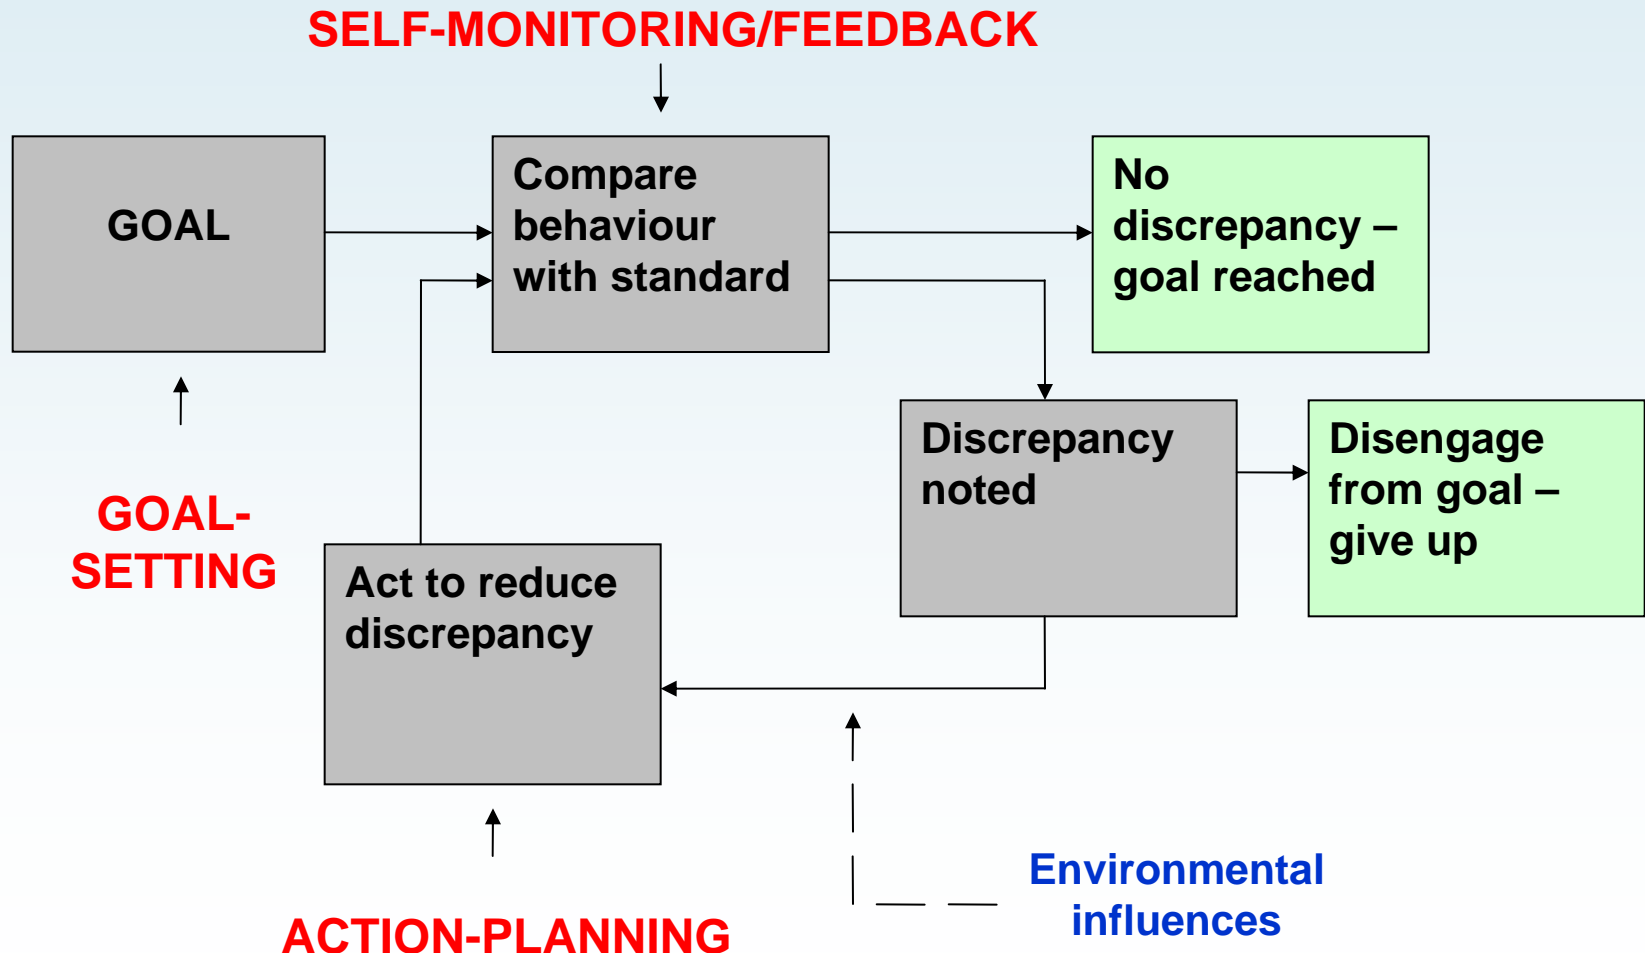 SELF-MONITORING/FEEDBACK
GOAL
Compare
behaviour
with standard
No
discrepancy –
goal reached
Discrepancy
noted
Disengage
from goal –
give up
GOAL-
SETTING
Act to reduce
discrepancy
Environmental
influences
ACTION-PLANNING